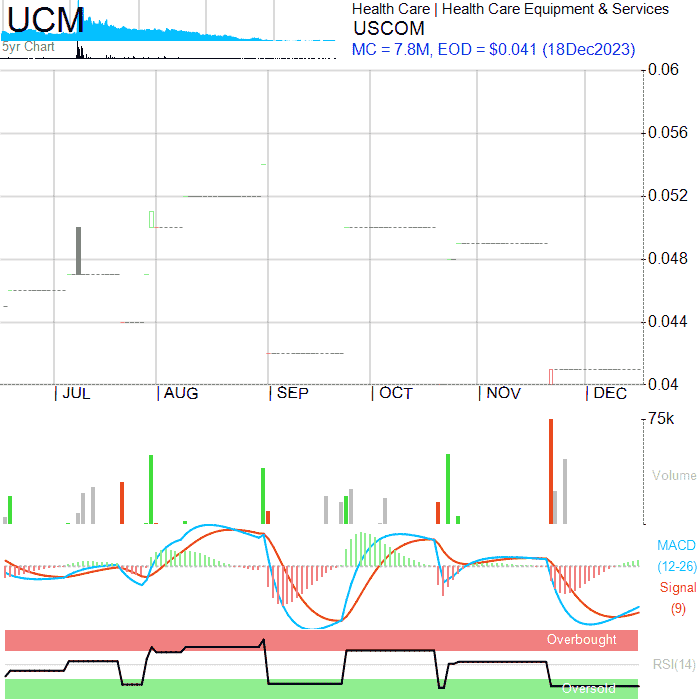 UCM
5yr Chart
Health Care | Health Care Equipment & Services
USCOM
MC = 7.8M, EOD = $0.041 (18Dec2023)
0.06
0.056
0.052
0.048
0.044
0.04
JUL AUG SEP OCT NOV DEC
75k
Volume
MACD
(12-26)
Signal
(9)
Overbought
RSI(14)
Oversold